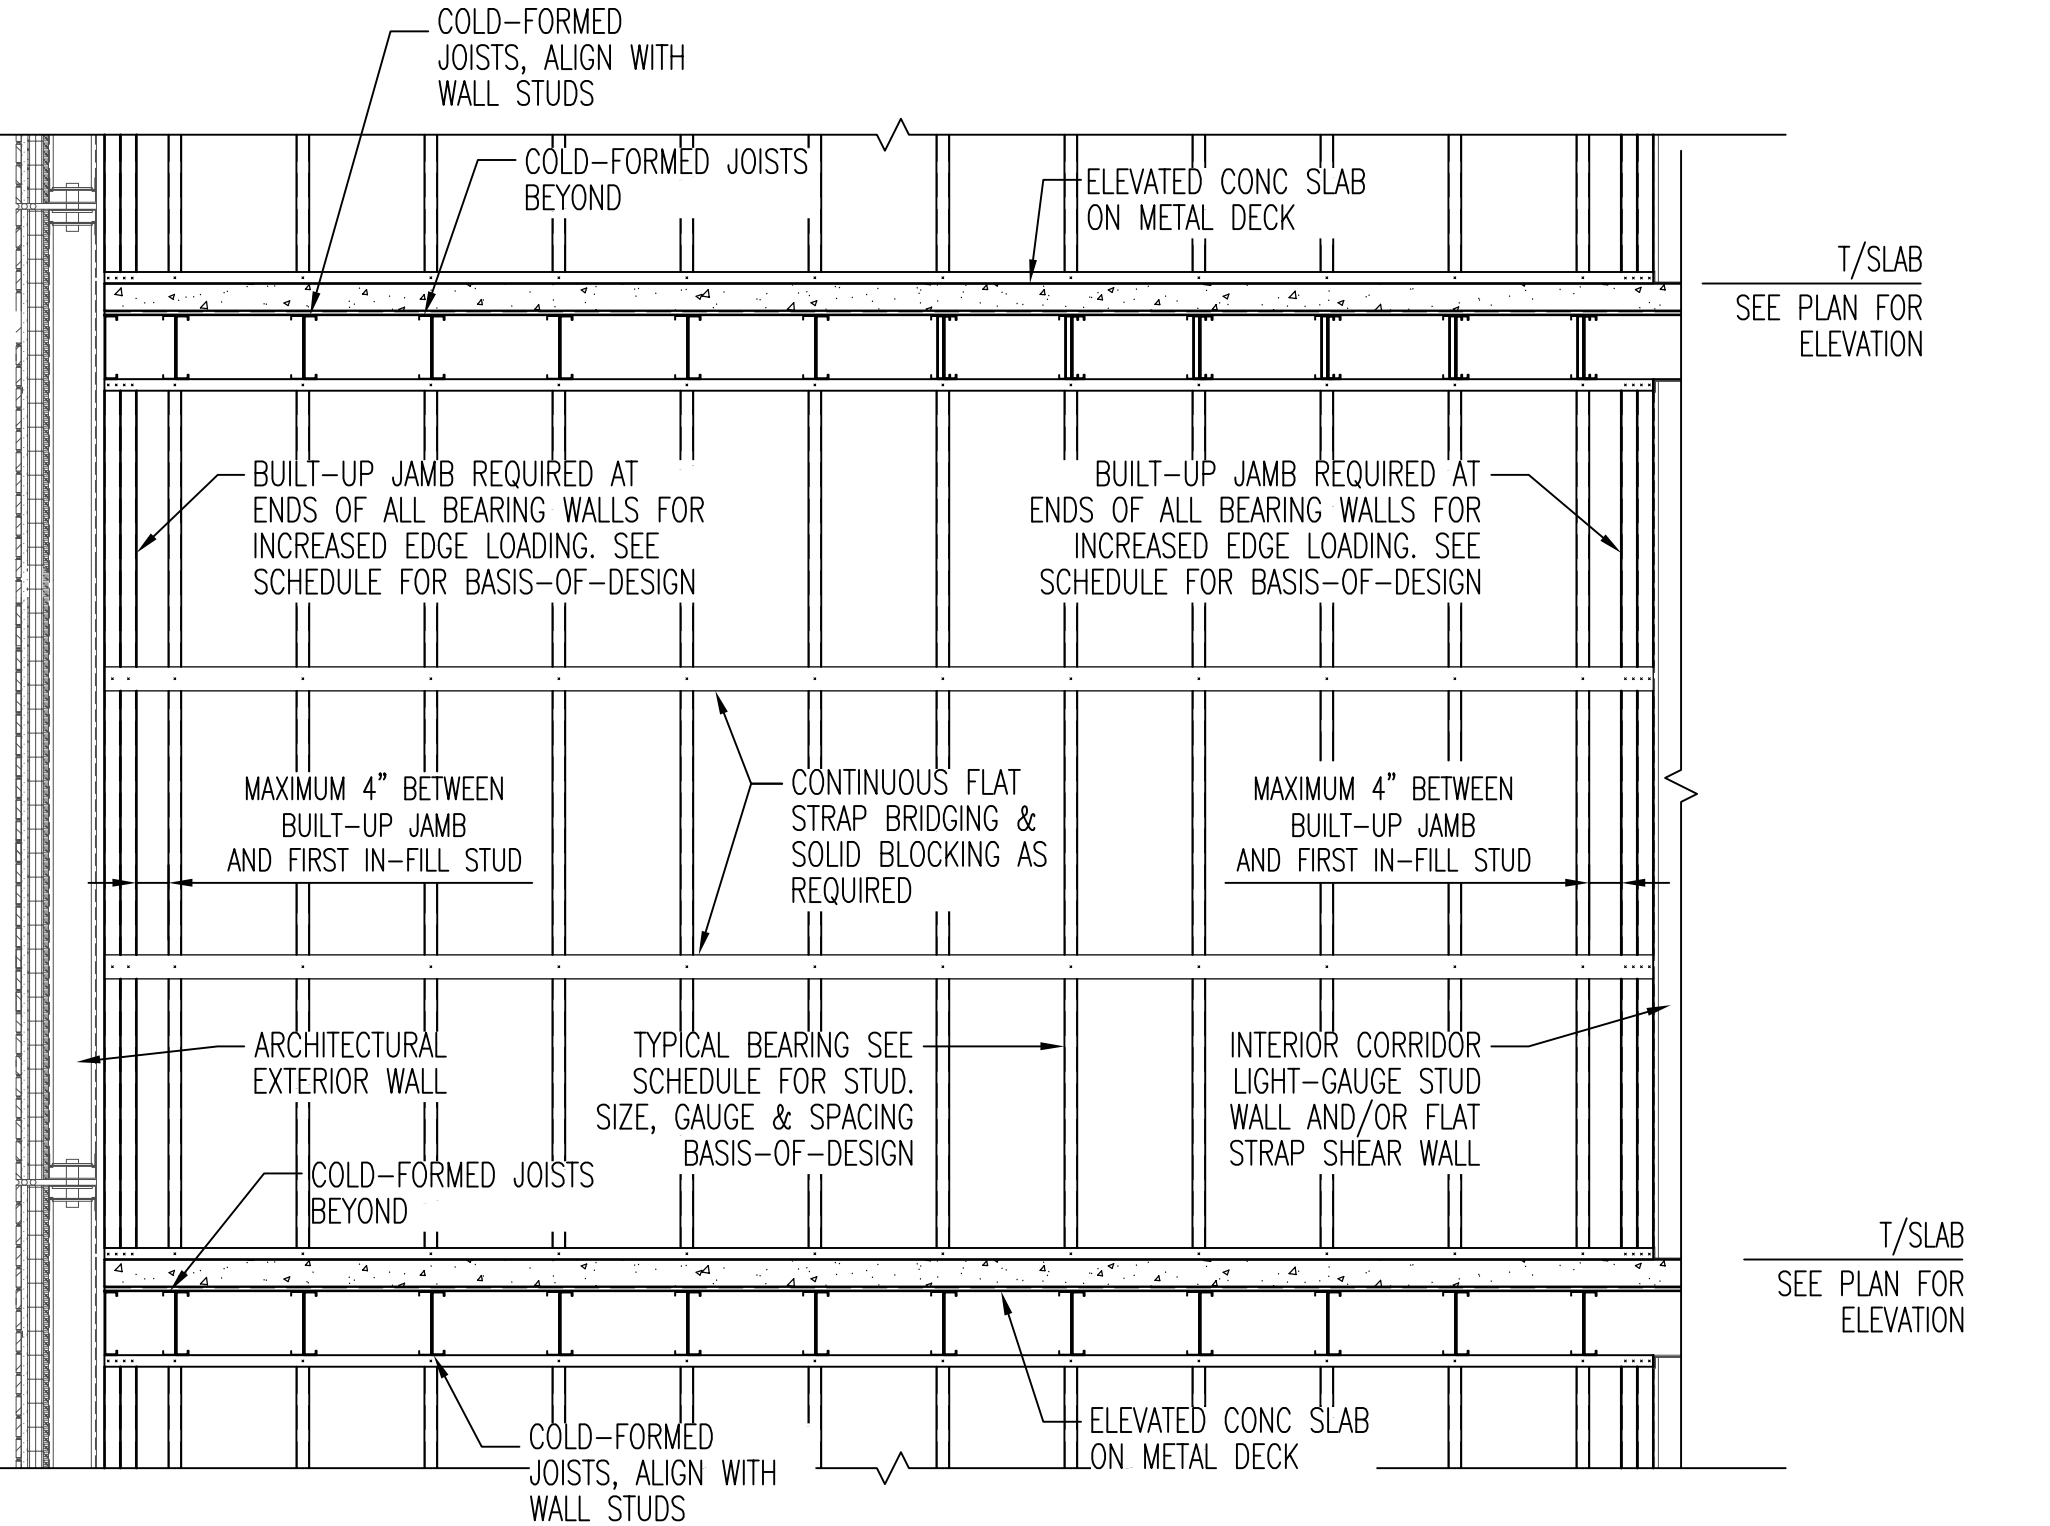 COLD-FORMED
JOISTS, ALIGN WITH
WALL STUDS
COLD-FORMED JOISTS
BEYOND
ELEVATED CONC SLAB
ON METAL DECK
T/SLAB
SEE PLAN FOR
ELEVATION
BUILT-UP JAMB REQUIRED AT
ENDS OF ALL BEARING WALLS FOR
INCREASED EDGE LOADING. SEE
SCHEDULE FOR BASIS-OF-DESIGN
BUILT-UP JAMB REQUIRED AT
ENDS OF ALL BEARING WALLS FOR
INCREASED EDGE LOADING. SEE
SCHEDULE FOR BASIS-OF-DESIGN
MAXIMUM 4" BETWEEN
BUILT-UP JAMB
AND FIRST IN-FILL STUD
CONTINUOUS FLAT
STRAP BRIDGING &
SOLID BLOCKING AS
REQUIRED
MAXIMUM 4" BETWEEN
BUILT-UP JAMB
AND FIRST IN-FILL STUD
ARCHITECTURAL
EXTERIOR WALL
TYPICAL BEARING SEE
SCHEDULE FOR STUD.
SIZE, GAUGE & SPACING
BASIS-OF-DESIGN
INTERIOR CORRIDOR
LIGHT-GAUGE STUD
WALL AND/OR FLAT
STRAP SHEAR WALL
COLD-FORMED JOISTS
BEYOND
T/SLAB
SEE PLAN FOR
ELEVATION
COLD-FORMED
JOISTS, ALIGN WITH
WALL STUDS
ELEVATED CONC SLAB
ON METAL DECK